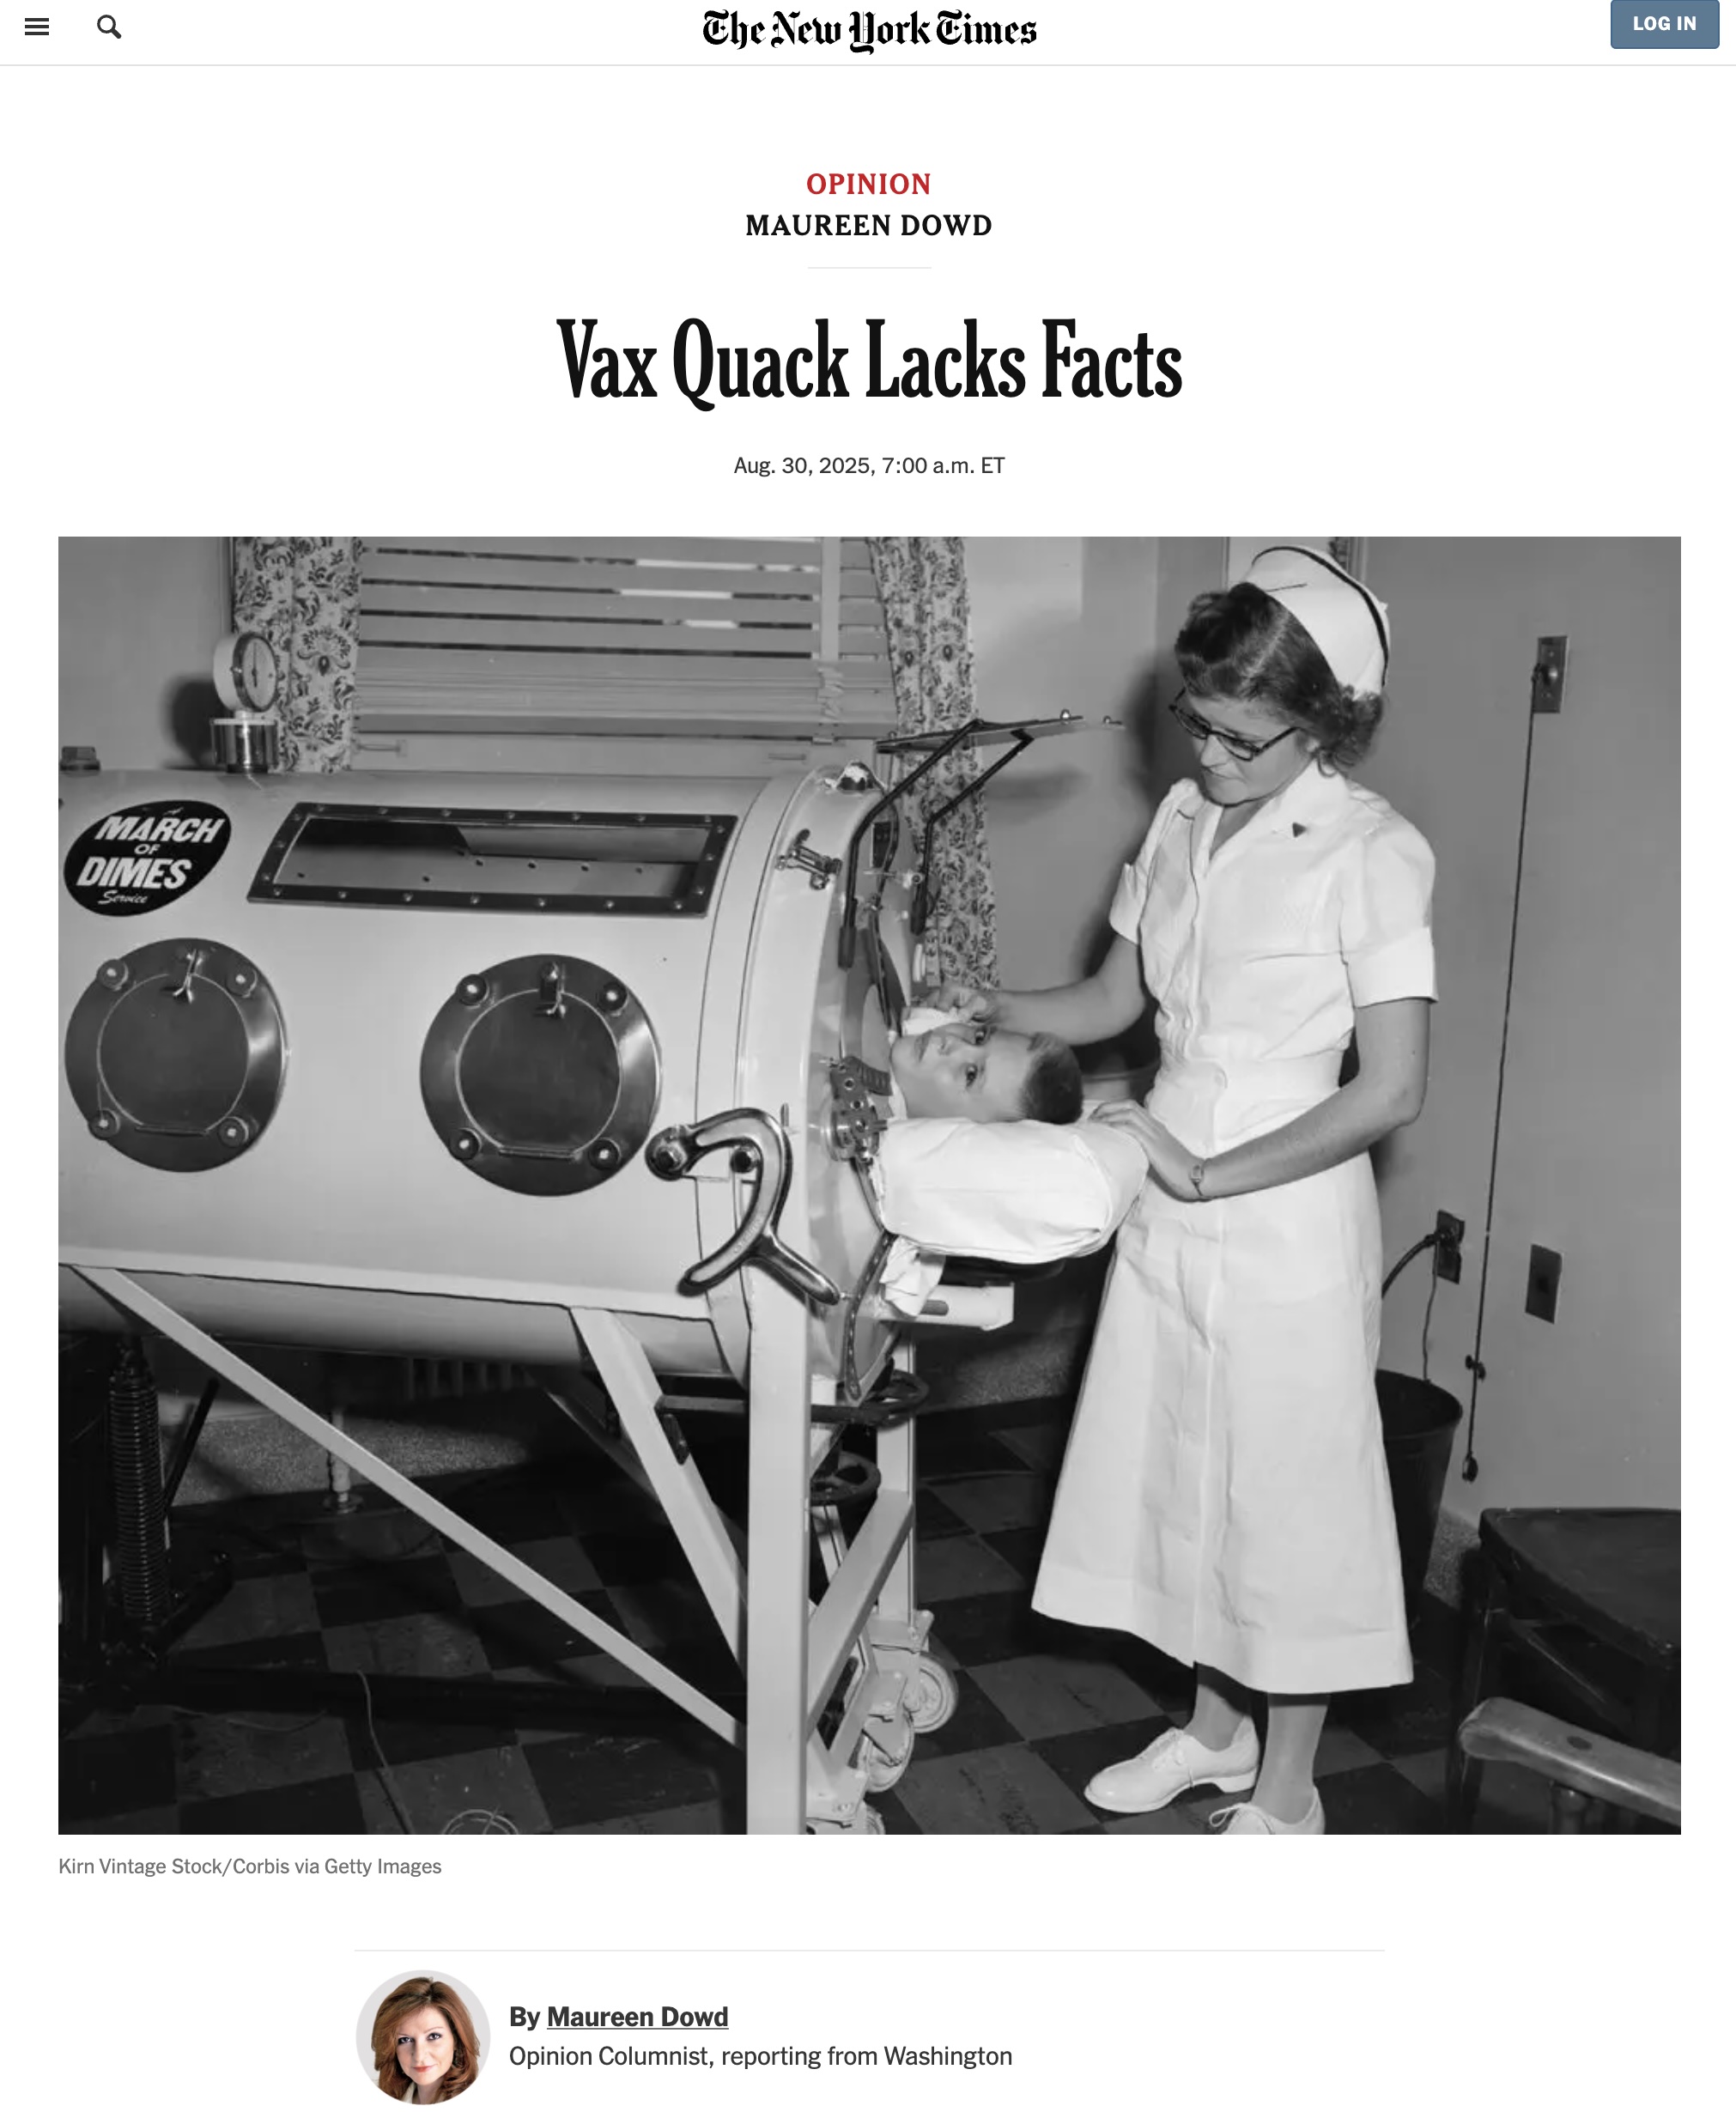 The New York Times
LOG IN
OPINION
MAUREEN DOWD
Vax Quack Lacks Facts
Aug. 30, 2025, 7:00 a.m. ET
A
MARCH
OF
DIMES
Service
Kirn Vintage Stock/Corbis via Getty Images
By Maureen Dowd
Opinion Columnist, reporting from Washington